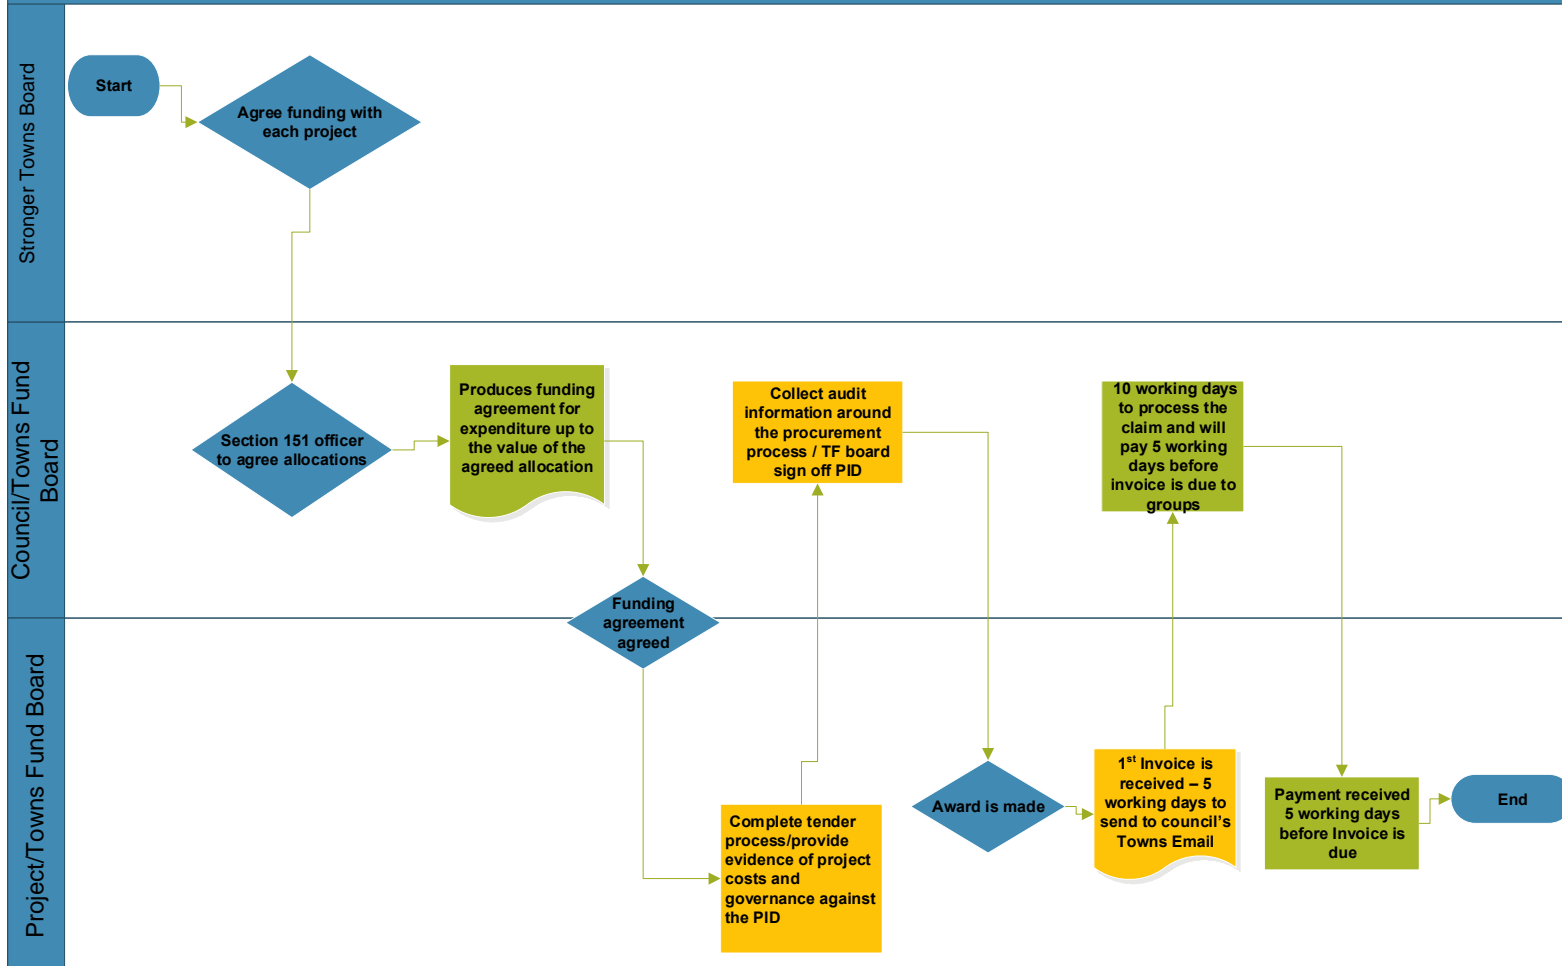 Stronger Towns Board
Start
Agree funding with
each project
Council/Towns Fund
Board
Section 151 officer
to agree allocations
Produces funding
agreement for
expenditure up to
the value of the
agreed allocation
Funding
agreement
agreed
Collect audit
information around
the procurement
process / TF board
sign off PID
10 working days
to process the
claim and will
pay 5 working
days before
invoice is due to
groups
Project/Towns Fund Board
Complete tender
process/provide
evidence of project
costs and
governance against
the PID
Award is made
1st Invoice is
received – 5
working days to
send to council's
Towns Email
Payment received
5 working days
before Invoice is
due
End